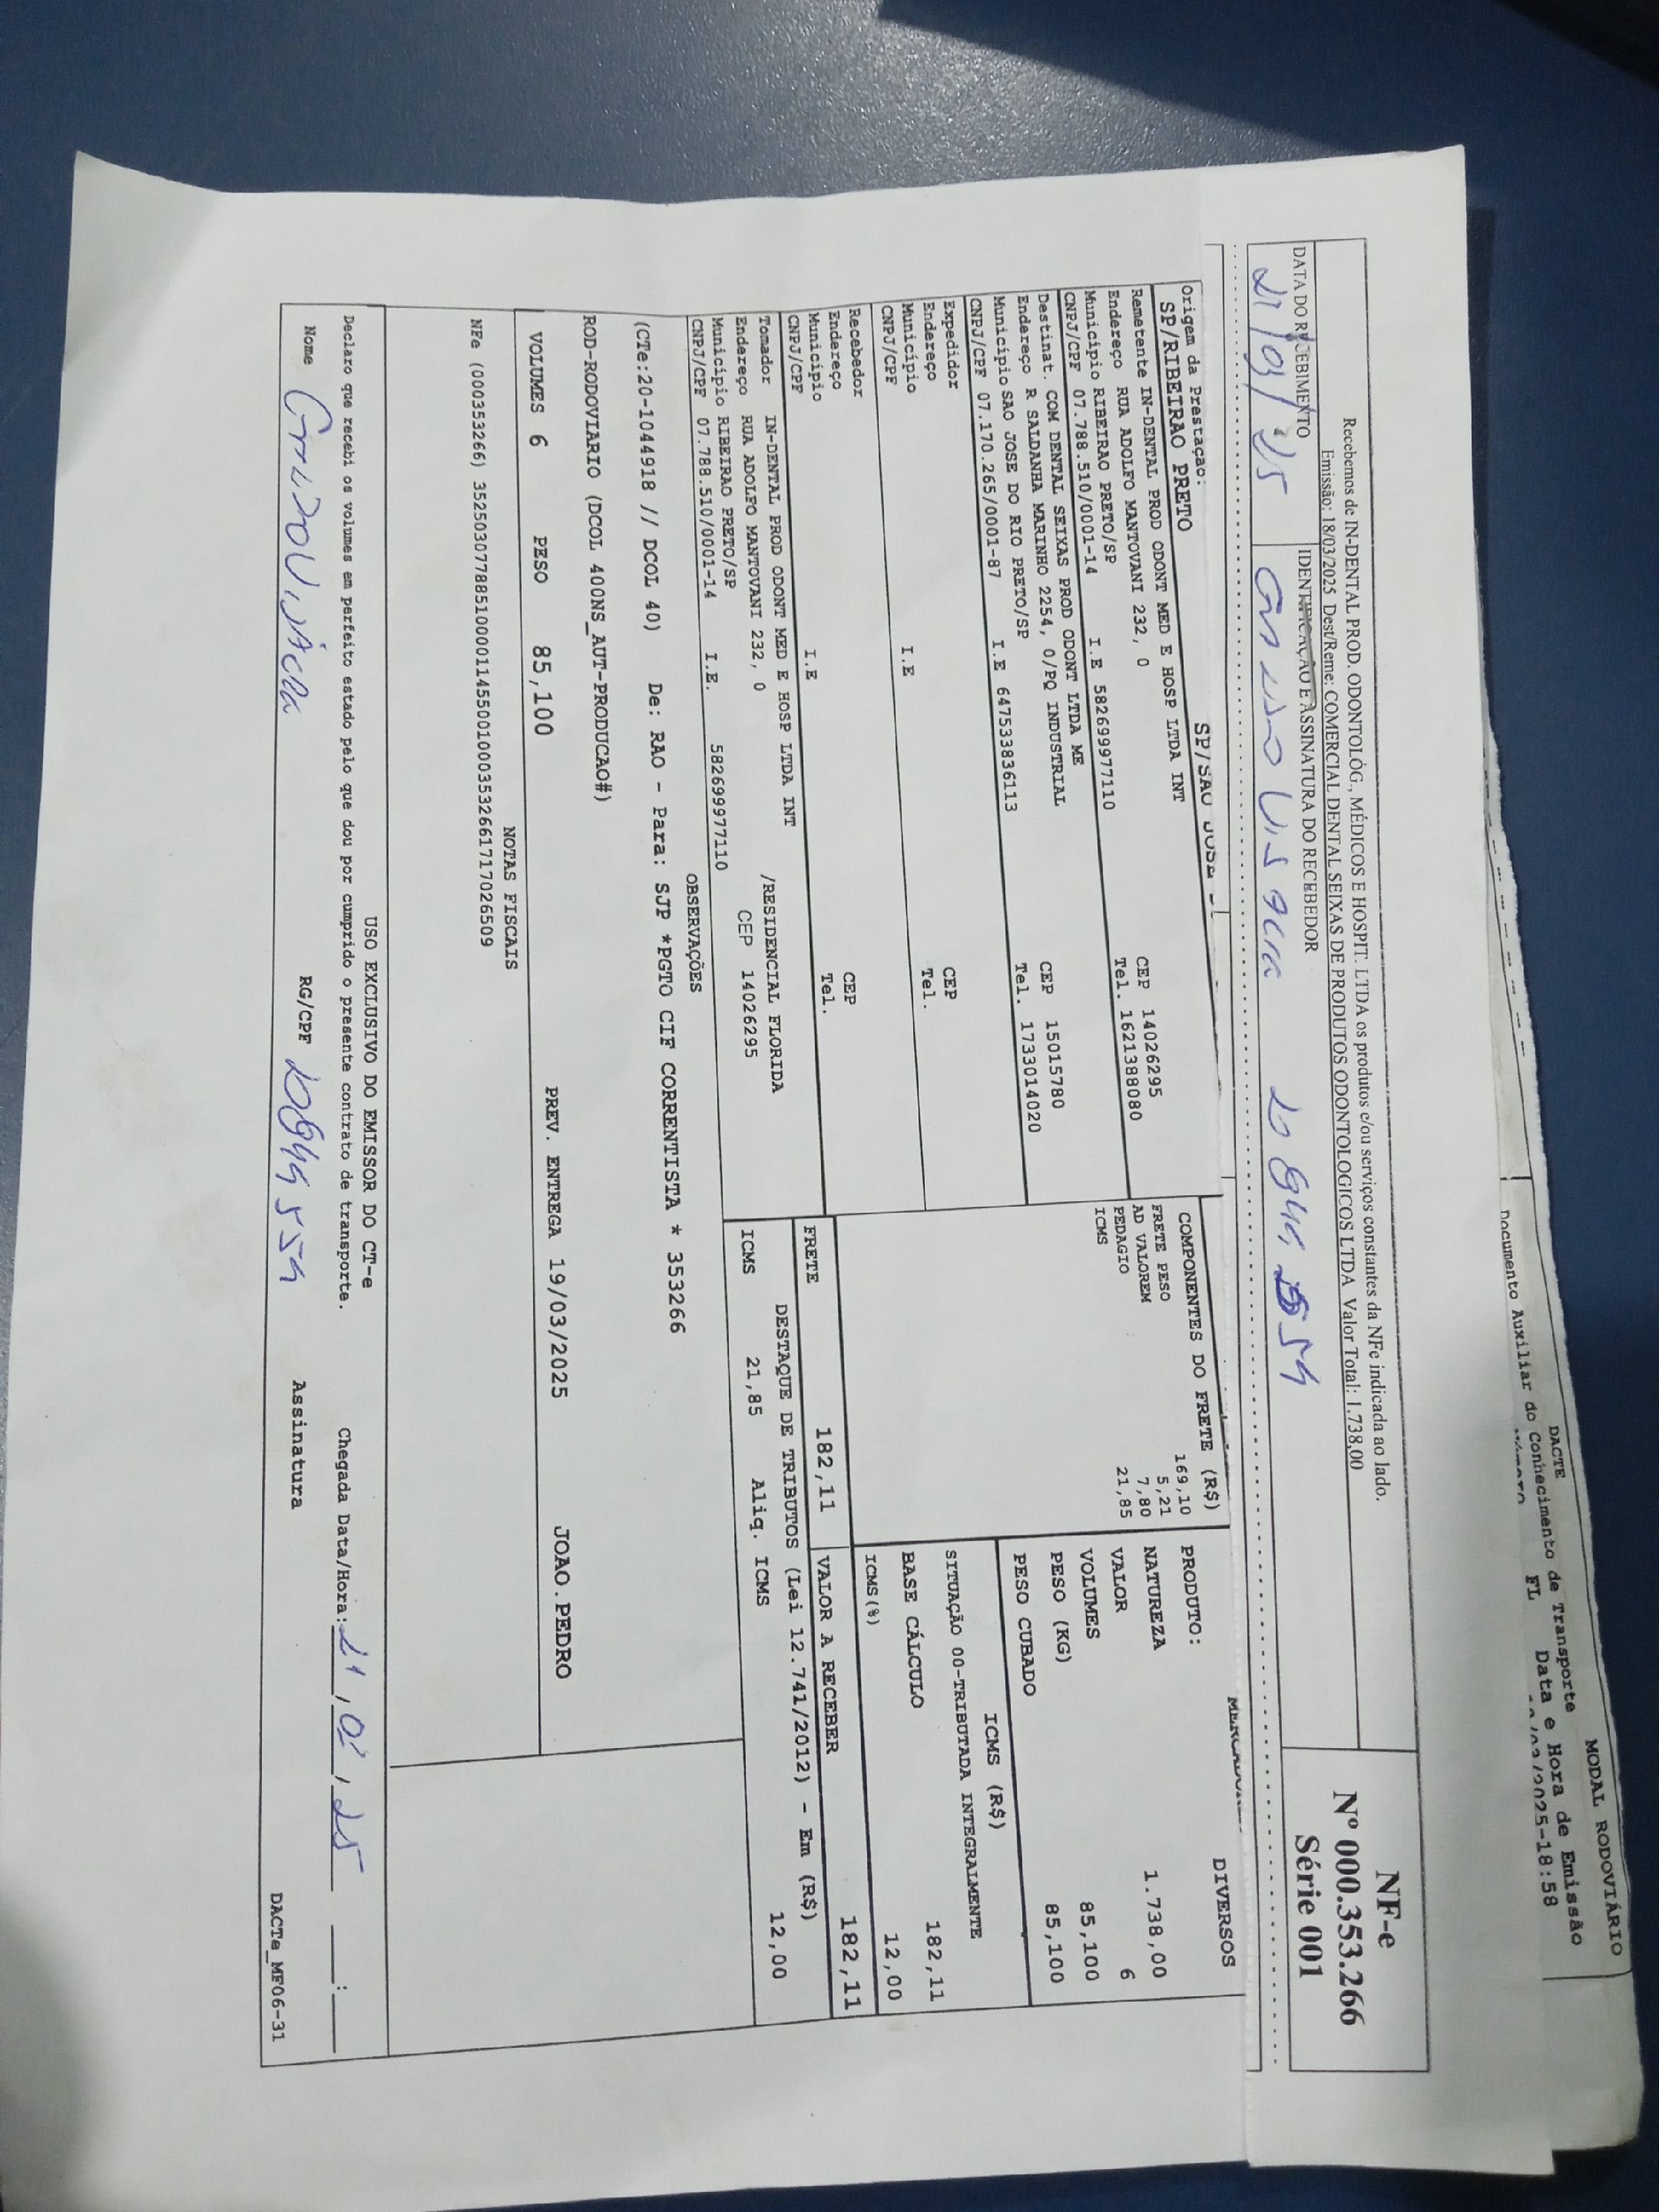 MODAL RODOVIÁRIO
DACTE
Documento Auxiliar do Conhecimento de Transporte
FL
Data e Hora de Emissão
/2025-18:58
Recebemos de IN-DENTAL PROD. ODONTOLÓG., MÉDICOS E HOSPIT. LTDA os produtos e/ou serviços constantes da NFe indicada ao lado.
Emissão: 18/03/2025 Dest/Reme: COMERCIAL DENTAL SEIXAS DE PRODUTOS ODONTOLOGICOS LTDA Valor Total: 1.738,00
DATA DO RECEBIMENTO
IDENTIFICAÇÃO E ASSINATURA DO RECEBEDOR
21/03/25
NF-e
Nº 000.353.266
Série 001
Origem da Prestação:
SP/RIBEIRAO PRETO
SP/SAO JOSE
Remetente IN-DENTAL PROD ODONT MED E HOSP LTDA INT
Endereço RUA ADOLFO MANTOVANI 232, 0 CEP 14026295
Município RIBEIRAO PRETO/SP Tel. 1621388080
CNPJ/CPF 07.788.510/0001-14 I.E 582699977110
Destinat. COM DENTAL SEIXAS PROD ODONT LTDA ME
Endereço R SALDANHA MARINHO 2254, 0/PQ INDUSTRIAL CEP 15015780
Município SAO JOSE DO RIO PRETO/SP Tel. 1733014020
CNPJ/CPF 07.170.265/0001-87 I.E 647533836113
Expedidor
Endereço CEP
Município Tel.
CNPJ/CPF I.E
Recebedor
Endereço CEP
Município Tel.
CNPJ/CPF I.E
Tomador IN-DENTAL PROD ODONT MED E HOSP LTDA INT
Endereço RUA ADOLFO MANTOVANI 232, 0 /RESIDENCIAL FLORIDA
Município RIBEIRAO PRETO/SP CEP 14026295
CNPJ/CPF 07.788.510/0001-14 I.E. 582699977110
COMPONENTES DO FRETE (R$)
FRETE PESO 169,10
AD VALOREM 5,21
PEDAGIO 7,80
ICMS 21,85
PRODUTO: DIVERSOS
NATUREZA
VALOR 1.738,00
VOLUMES 6
PESO (KG) 85,100
PESO CUBADO 85,100
ICMS (R$)
SITUAÇÃO 00-TRIBUTADA INTEGRALMENTE
BASE CÁLCULO 182,11
ICMS(%) 12,00
FRETE 182,11
VALOR A RECEBER 182,11
DESTAQUE DE TRIBUTOS (Lei 12.741/2012) - Em (R$)
ICMS 21,85 Aliq. ICMS 12,00
OBSERVAÇÕES
(CTe:20-1044918 // DCOL 40) De: RAO - Para: SJP *PGTO CIF CORRENTISTA * 353266
ROD-RODOVIARIO (DCOL 400NS_AUT-PRODUCAO#)
VOLUMES 6 PESO 85,100 PREV. ENTREGA 19/03/2025 JOAO.PEDRO
NOTAS FISCAIS
NFe (000353266) 35250307788510000114550010003532661717026509
USO EXCLUSIVO DO EMISSOR DO CT-e
Declaro que recebi os volumes em perfeito estado pelo que dou por cumprido o presente contrato de transporte.
Chegada Data/Hora:
Nome
RG/CPF
Assinatura
DACTe_MF06-31